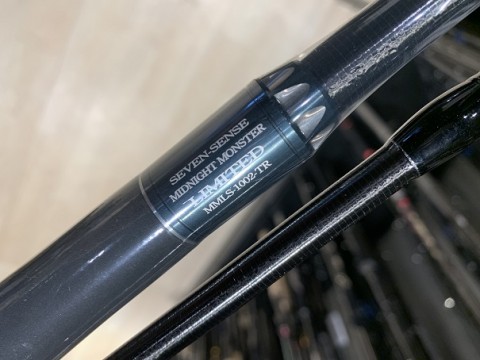 SEVEN-SENSE
MIDNIGHT MONSTER
LIMITED
MMLS-1002-TR